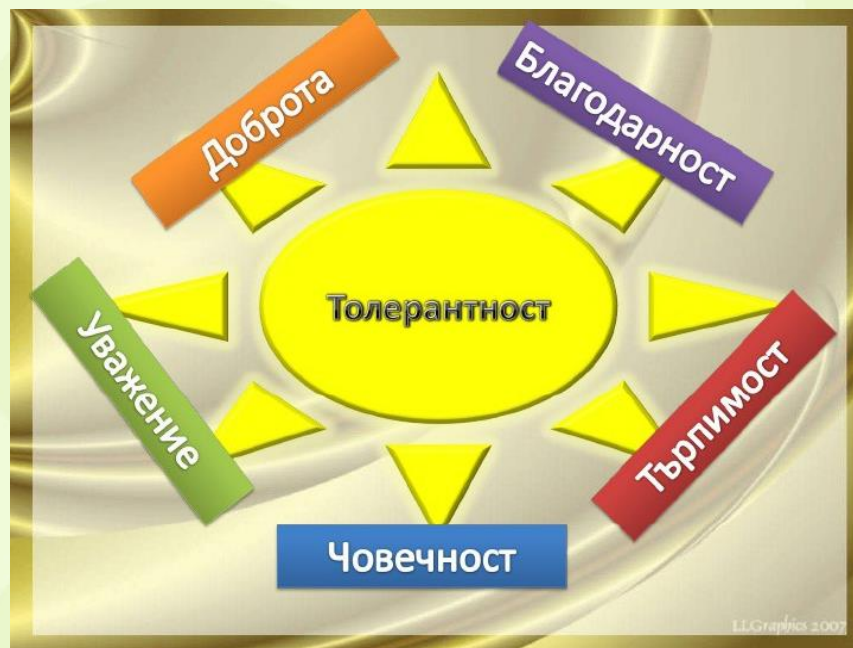 Доброта
Благодарност
Толерантност
Уважение
Търпимост
Човечност
LLGraphics 2007